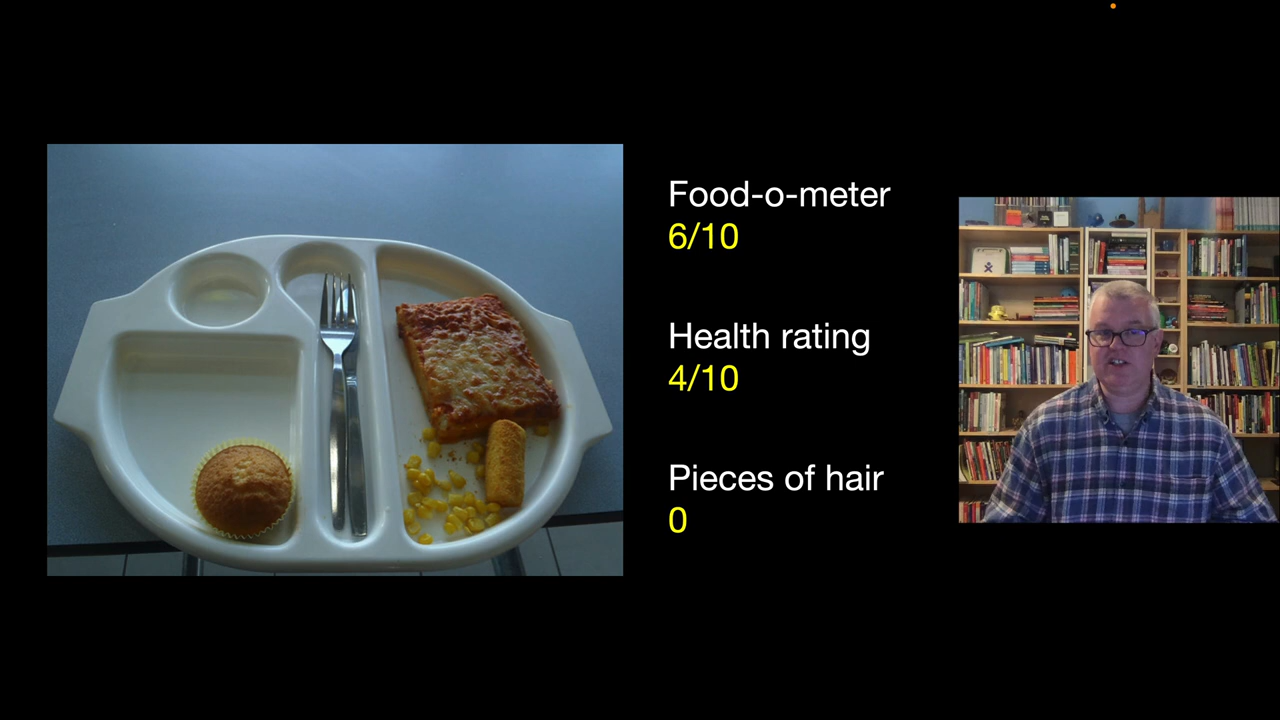 Food-o-meter
6/10
Health rating
4/10
Pieces of hair
0